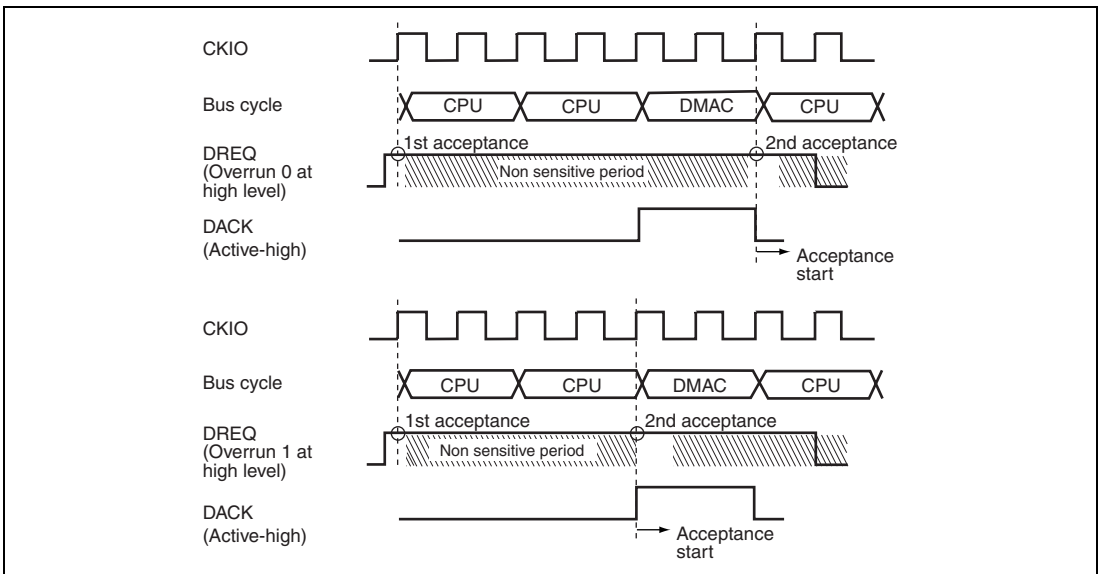 CKIO
Bus cycle
CPU
CPU
DMAC
CPU
DREQ
(Overrun 0 at
high level)
1st acceptance
2nd acceptance
Non sensitive period
DACK
(Active-high)
Acceptance
start
CKIO
Bus cycle
CPU
CPU
DMAC
CPU
DREQ
(Overrun 1 at
high level)
1st acceptance
2nd acceptance
Non sensitive period
DACK
(Active-high)
Acceptance
start